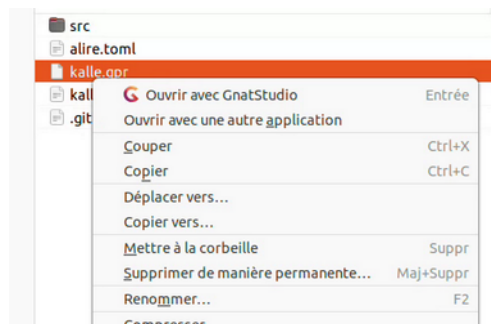 src
alire.toml
kalle.gpr
kall
.git
Ouvrir avec GnatStudio Entrée
Ouvrir avec une autre application
Couper Ctrl+X
Copier Ctrl+C
Déplacer vers…
Copier vers…
Mettre à la corbeille Suppr
Supprimer de manière permanente… Maj+Suppr
Renommer… F2